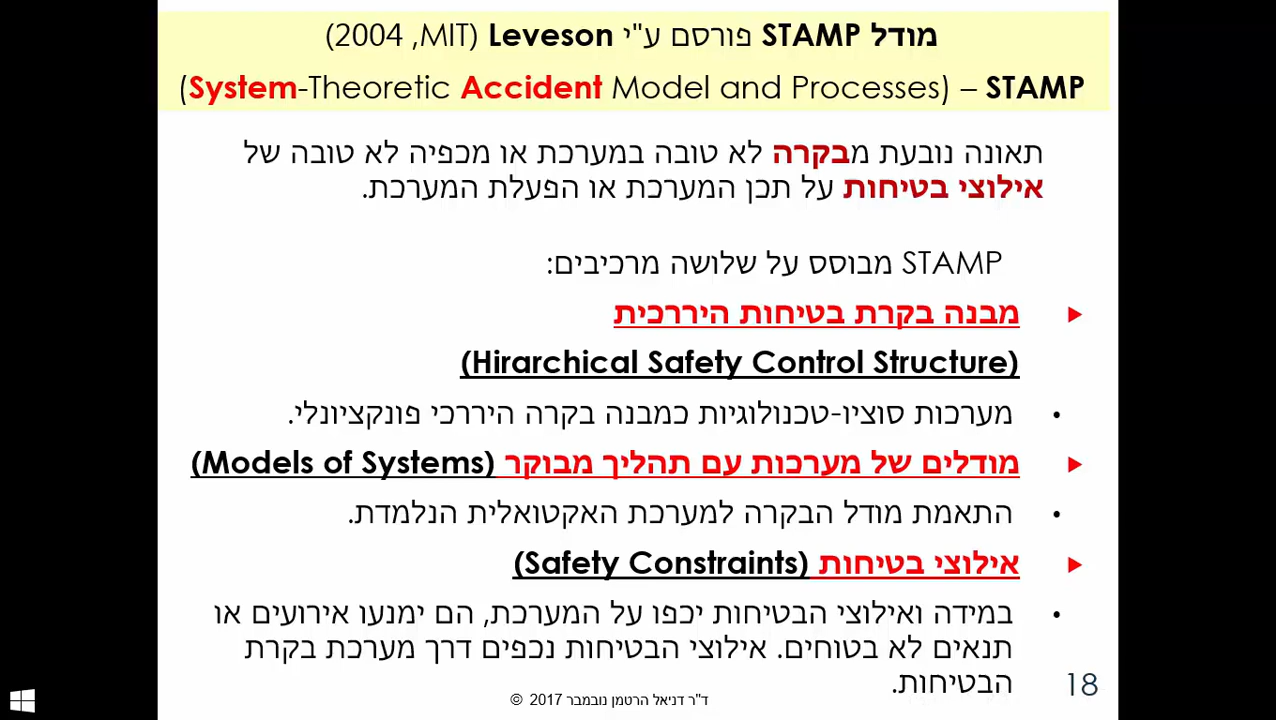 מודל STAMP פורסם ע"י Leveson (MIT, 2004)
STAMP – (System-Theoretic Accident Model and Processes)
תאונה נובעת מבקרה לא טובה במערכת או מכפיה לא טובה של
אילוצי בטיחות על תכן המערכת או הפעלת המערכת.
STAMP מבוסס על שלושה מרכיבים:
מבנה בקרת בטיחות היררכית
(Hirarchical Safety Control Structure)
• מערכות סוציו-טכנולוגיות כמבנה בקרה היררכי פונקציונלי.
מודלים של מערכות עם תהליך מבוקר (Models of Systems)
• התאמת מודל הבקרה למערכת האקטואלית הנלמדת.
אילוצי בטיחות (Safety Constraints)
• במידה ואילוצי הבטיחות יכפו על המערכת, הם ימנעו אירועים או
תנאים לא בטוחים. אילוצי הבטיחות נכפים דרך מערכת בקרת
הבטיחות.
18
ד"ר דניאל הרטמן נובמבר 2017 ©